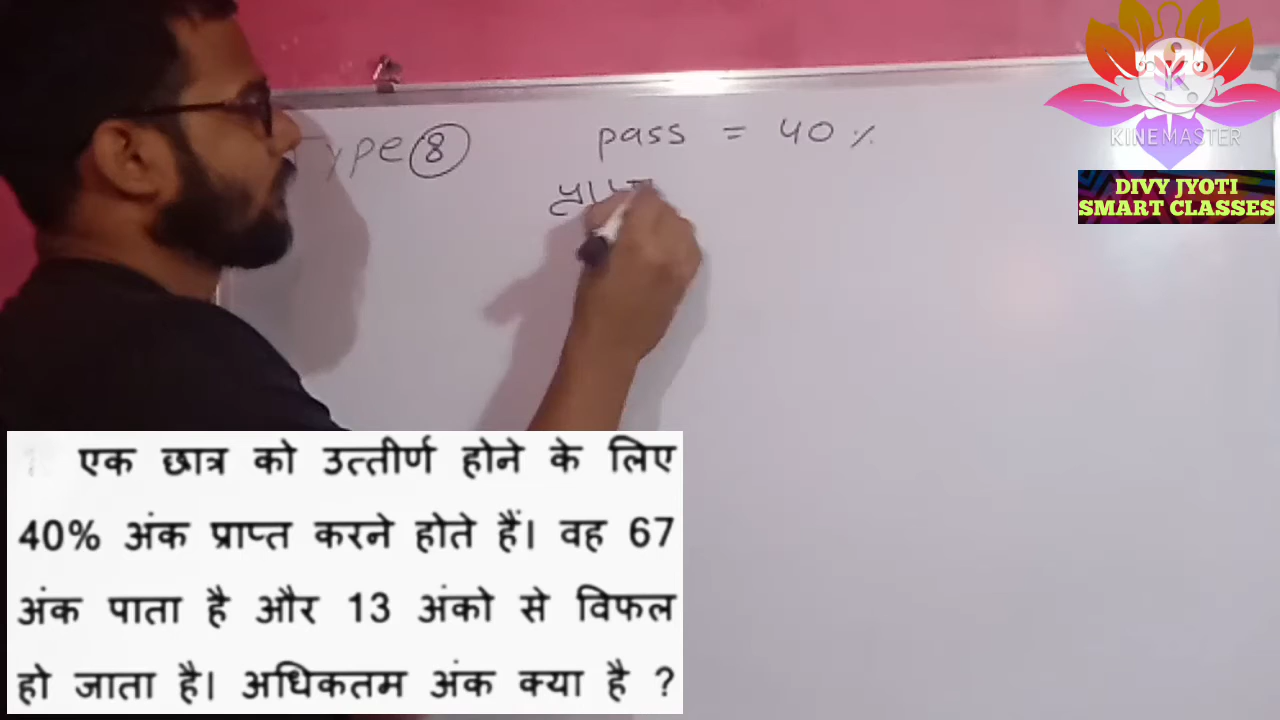 Type 8
pass = 40 %
प्राप्त
KINEMASTER
DIVY JYOTI
SMART CLASSES
एक छात्र को उत्तीर्ण होने के लिए
40% अंक प्राप्त करने होते हैं। वह 67
अंक पाता है और 13 अंको से विफल
हो जाता है। अधिकतम अंक क्या है ?